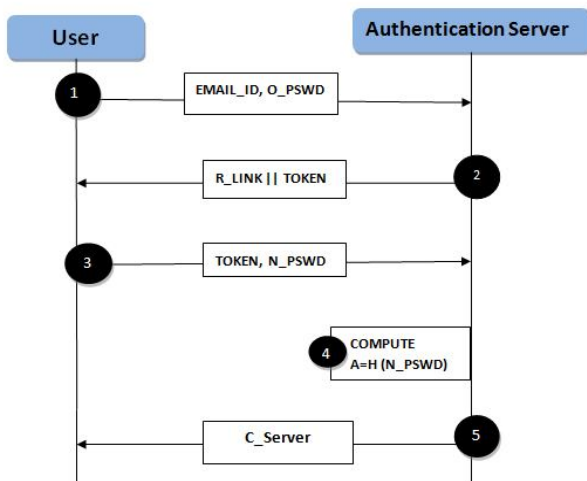 User
Authentication Server
1
EMAIL_ID, O_PSWD
R_LINK || TOKEN
2
3
TOKEN, N_PSWD
4
COMPUTE
A=H (N_PSWD)
C_Server
5